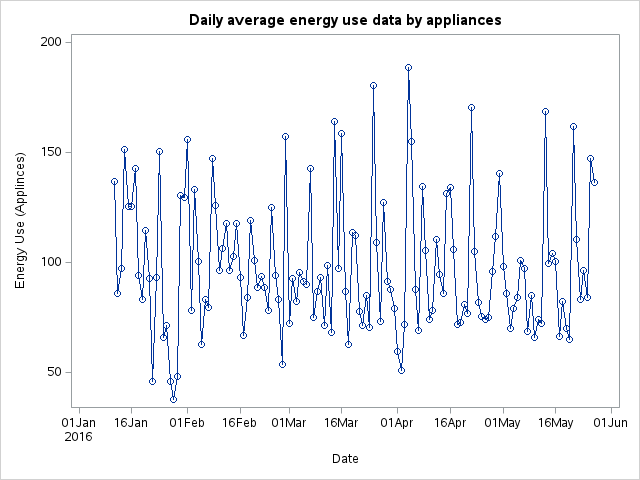 Daily average energy use data by appliances
200
150
100
50
Energy Use (Applinces)
01Jan 16Jan 01Feb 16Feb 01Mar 16Mar 01Apr 16Apr 01May 16May 01Jun
2016
Date